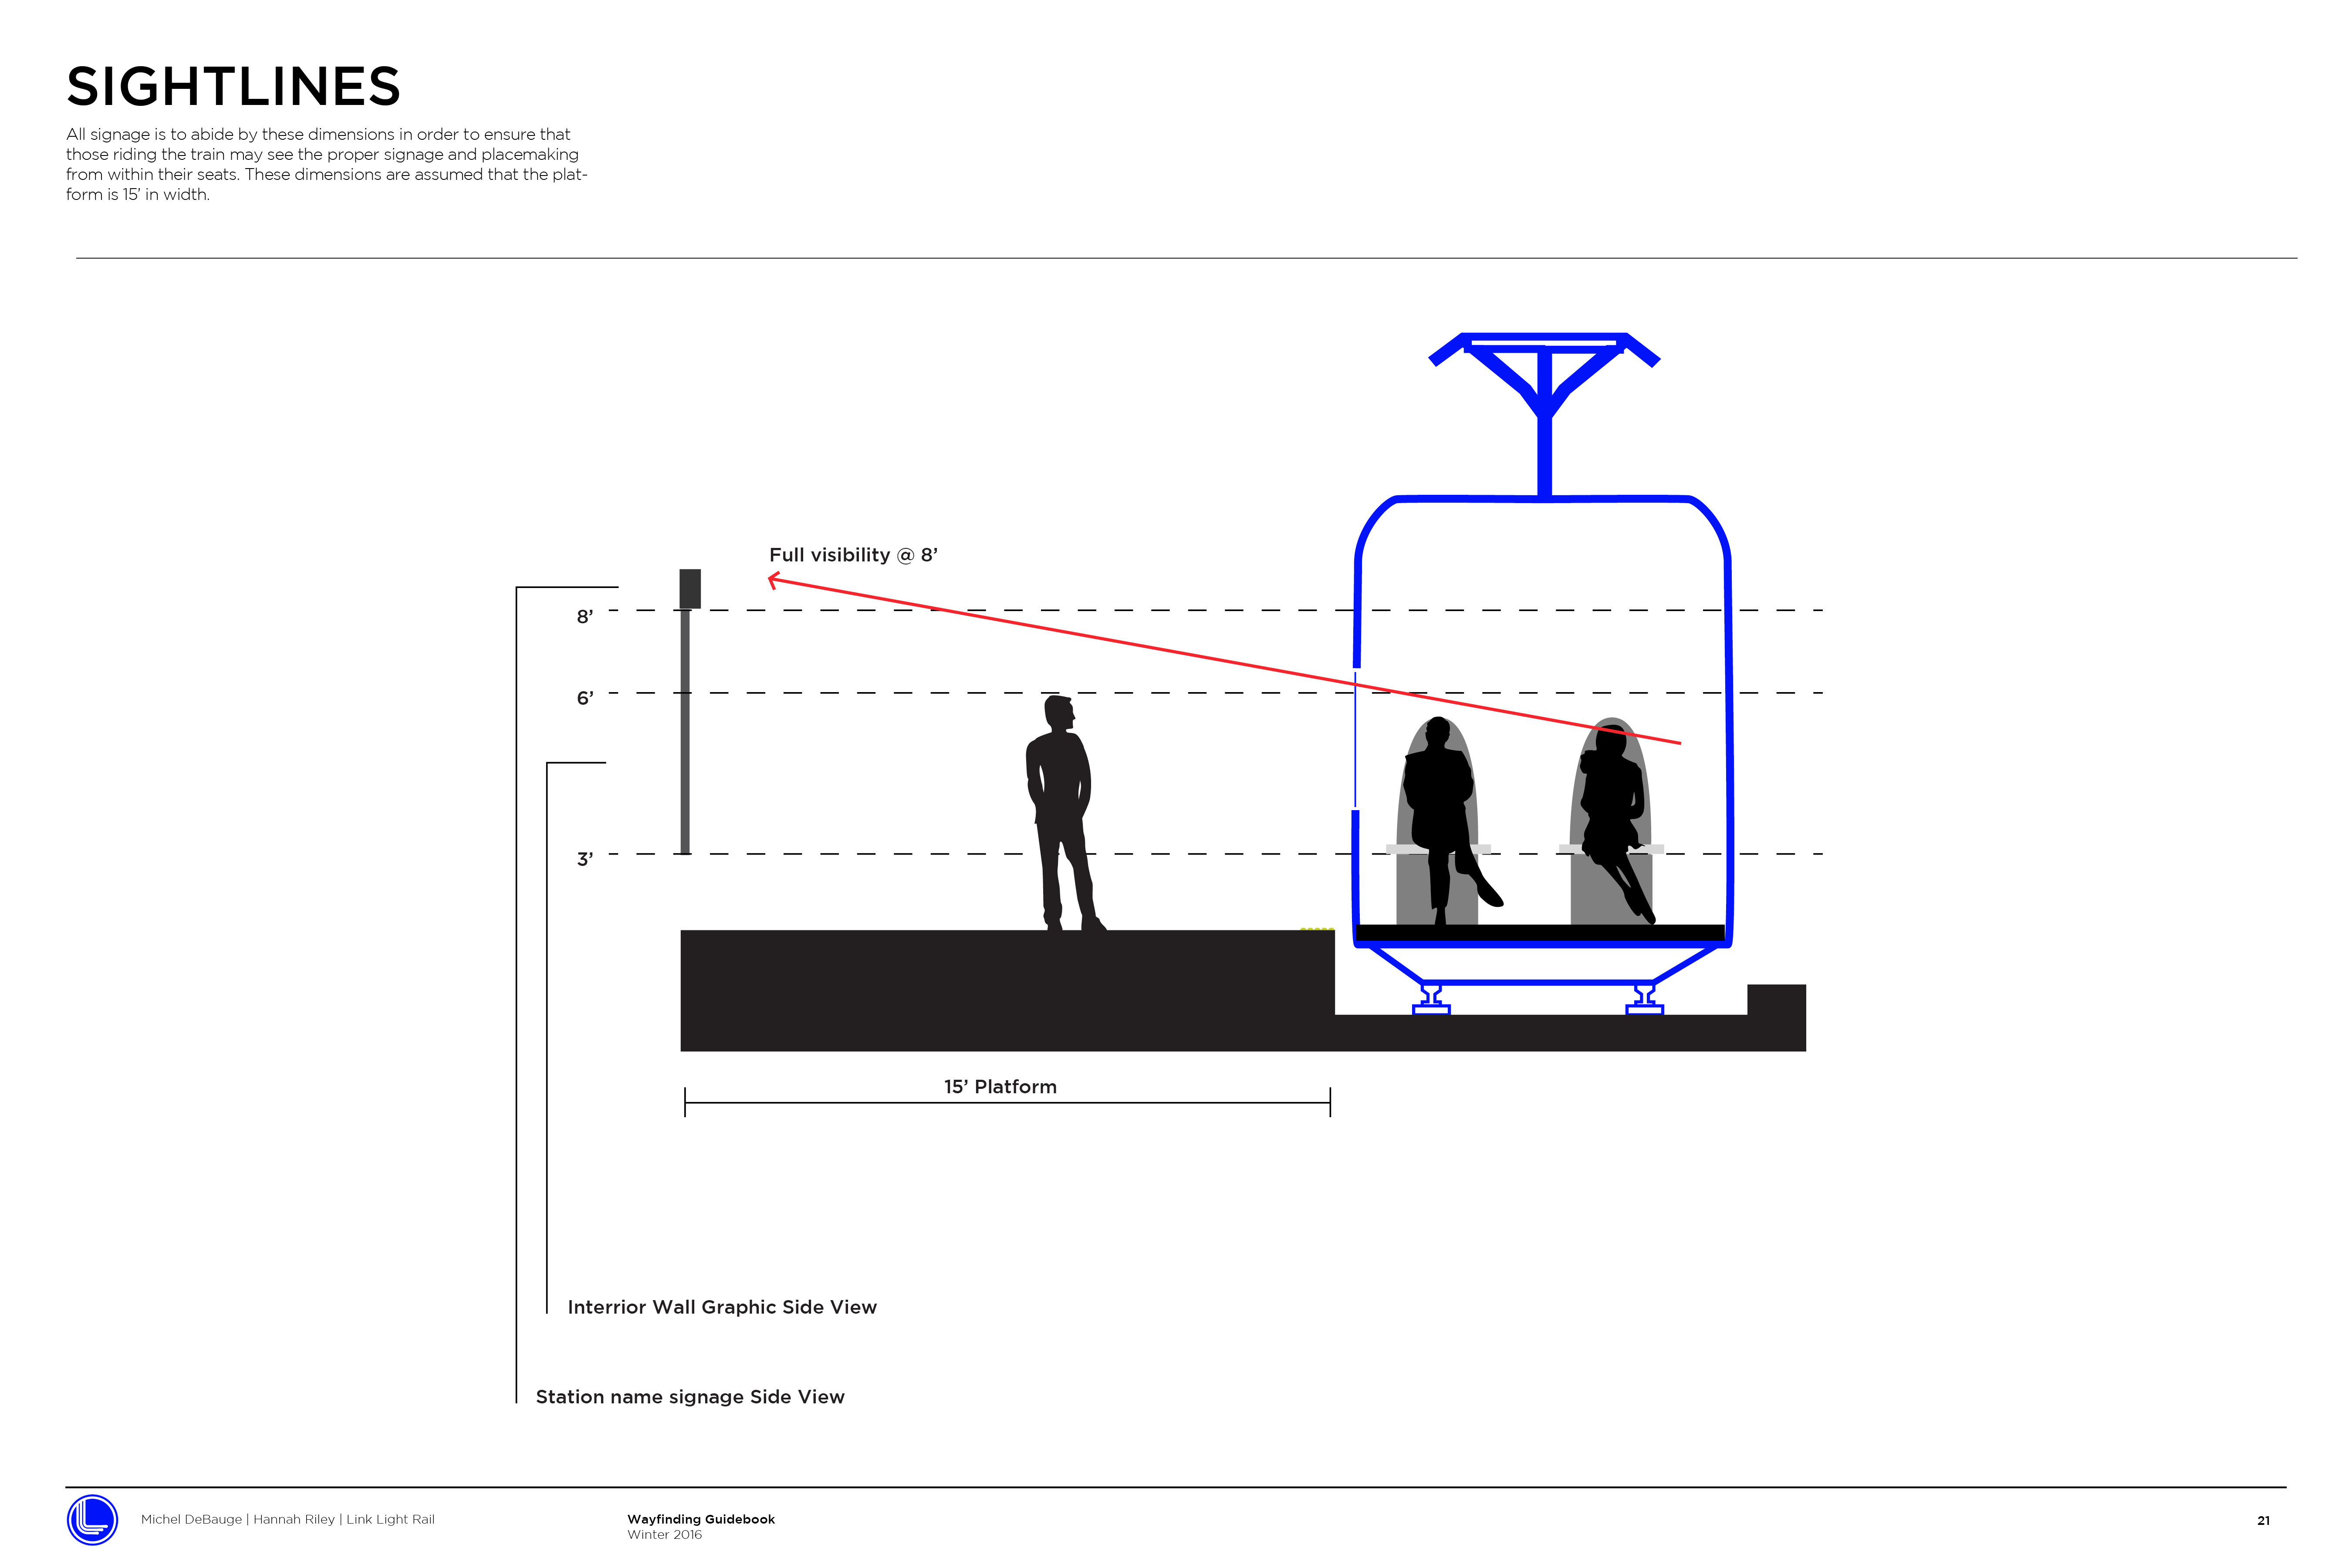 SIGHTLINES
All signage is to abide by these dimensions in order to ensure that
those riding the train may see the proper signage and placemaking
from within their seats. These dimensions are assumed that the plat-
form is 15’ in width.
Full visibility @ 8’
8’
6’
3’
15’ Platform
Interrior Wall Graphic Side View
Station name signage Side View
Michel DeBauge | Hannah Riley | Link Light Rail
Wayfinding Guidebook
Winter 2016
21